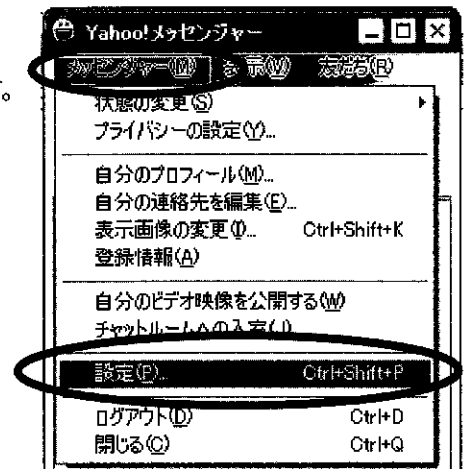 Yahoo!メッセンジャー
メッセンジャー(M) 表示(V) 友だち(R)
。
状態の変更(S)
プライバシーの設定(Y)...
自分のプロフィール(M)...
自分の連絡先を編集(E)...
表示画像の変更(I)... Ctrl+Shift+K
登録情報(A)
自分のビデオ映像を公開する(W)
チャットルームへの入室(J)...
設定(P)... Ctrl+Shift+P
ログアウト(D) Ctrl+D
閉じる(C) Ctrl+Q